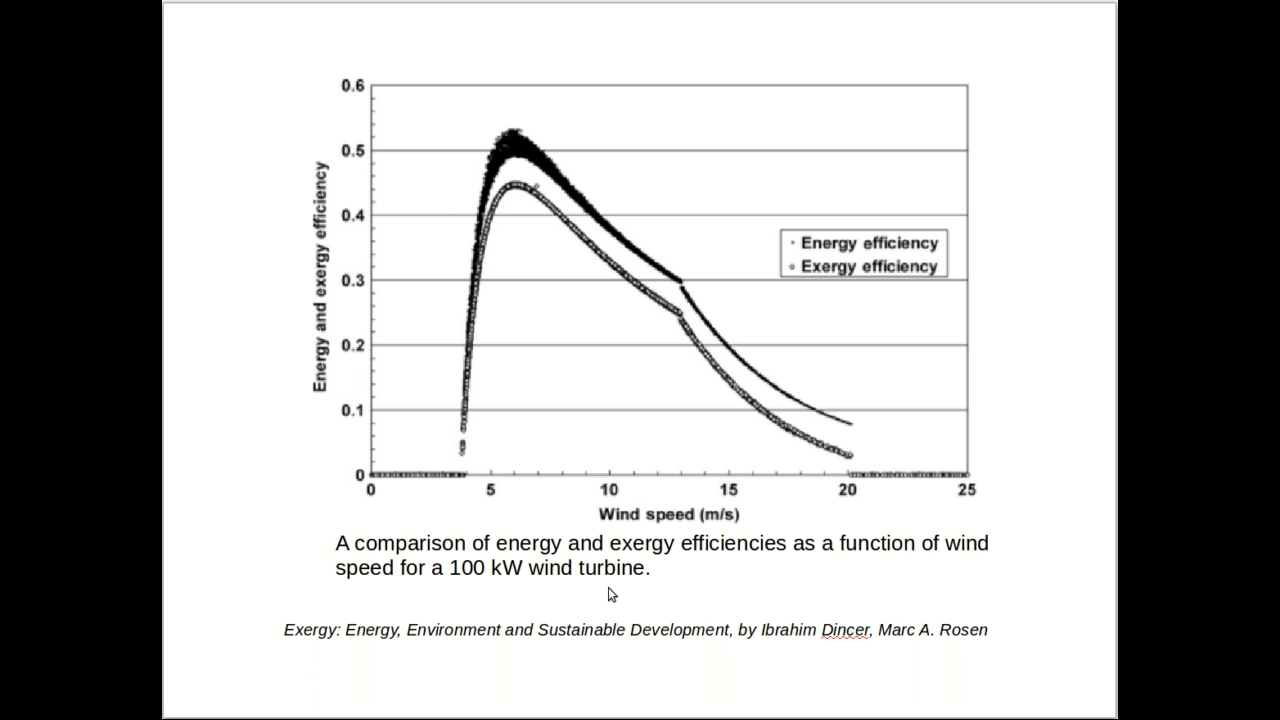 0.6
0.5
0.4
0.3
0.2
0.1
0
Energy and exergy efficiency
Energy efficiency
Exergy efficiency
0 5 10 15 20 25
Wind speed (m/s)
A comparison of energy and exergy efficiencies as a function of wind
speed for a 100 kW wind turbine.
Exergy: Energy, Environment and Sustainable Development, by Ibrahim Dincer, Marc A. Rosen